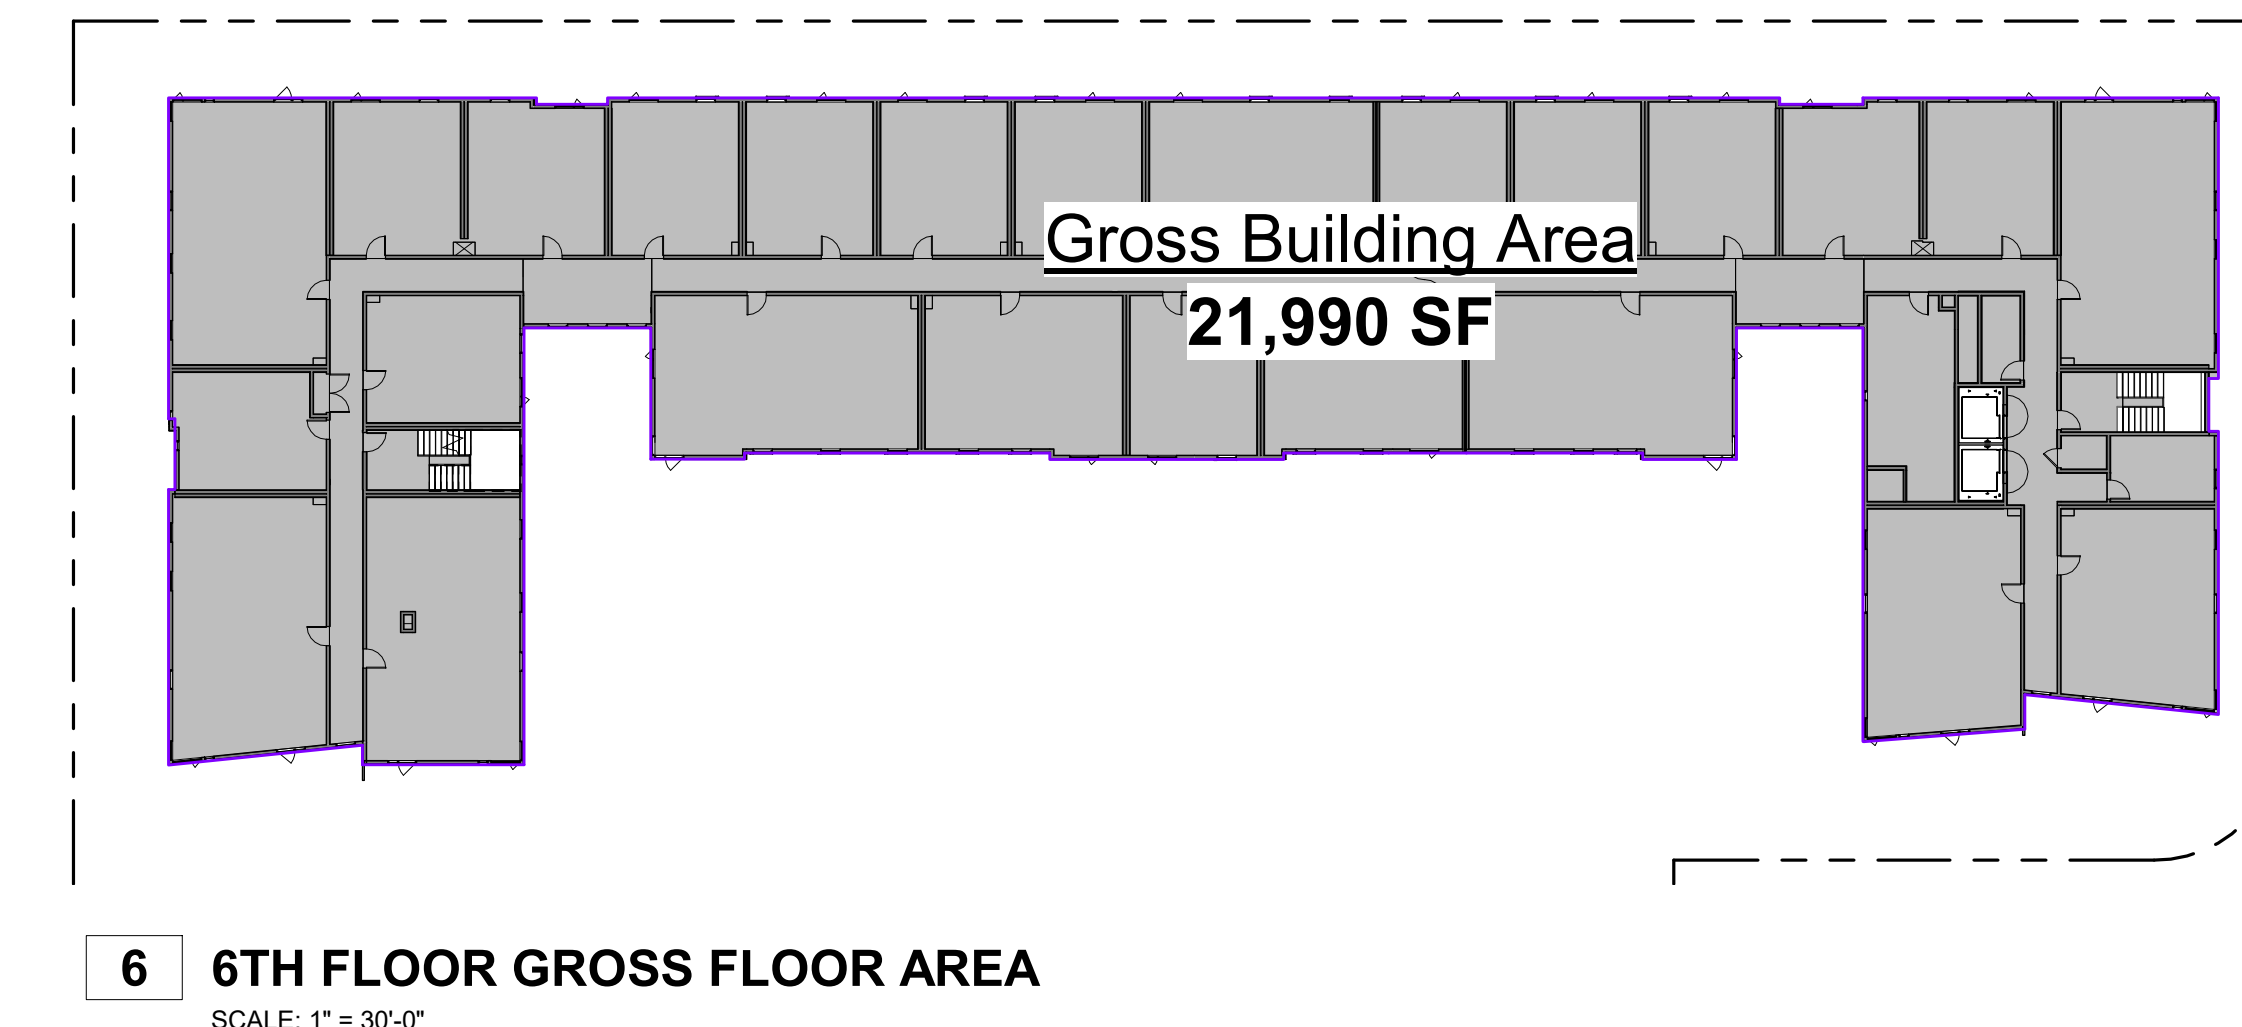 Gross Building Area
21,990 SF
6
6TH FLOOR GROSS FLOOR AREA
SCALE: 1" = 30'-0"